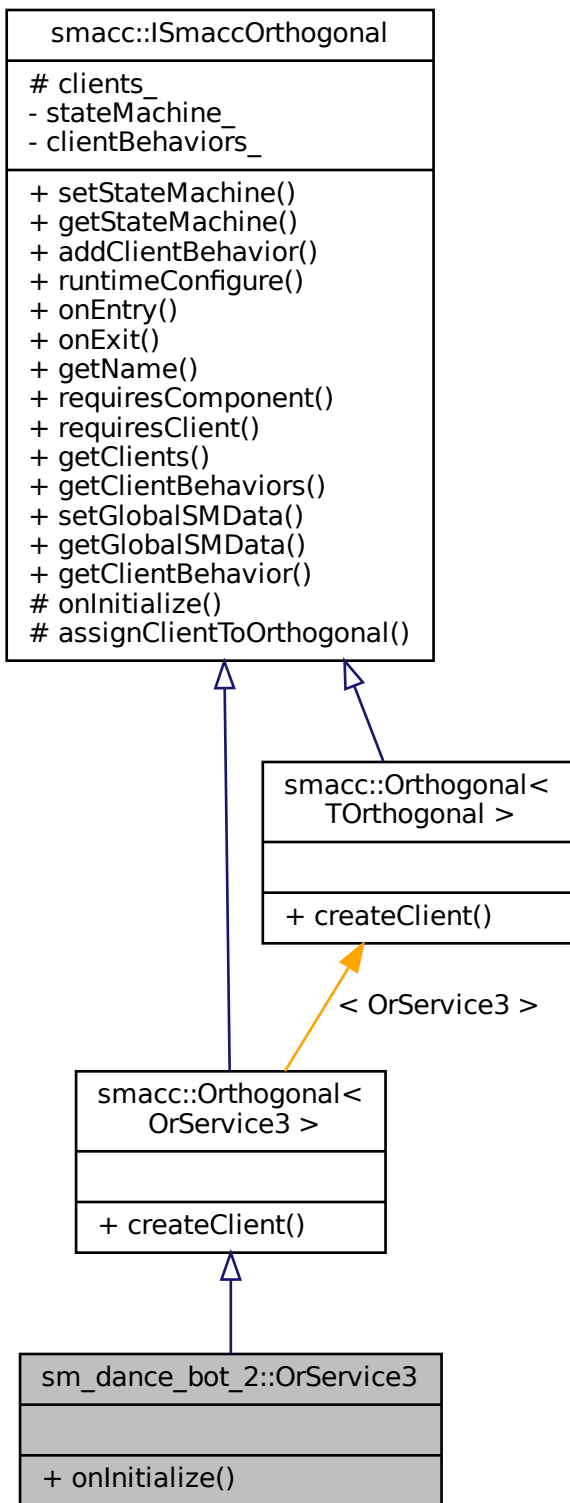 smacc::ISmaccOrthogonal
# clients_
- stateMachine_
- clientBehaviors_
+ setStateMachine()
+ getStateMachine()
+ addClientBehavior()
+ runtimeConfigure()
+ onEntry()
+ onExit()
+ getName()
+ requiresComponent()
+ requiresClient()
+ getClients()
+ getClientBehaviors()
+ setGlobalSMData()
+ getGlobalSMData()
+ getClientBehavior()
# onInitialize()
# assignClientToOrthogonal()
smacc::Orthogonal<
TOrthogonal >
+ createClient()
< OrService3 >
smacc::Orthogonal<
OrService3 >
+ createClient()
sm_dance_bot_2::OrService3
+ onInitialize()